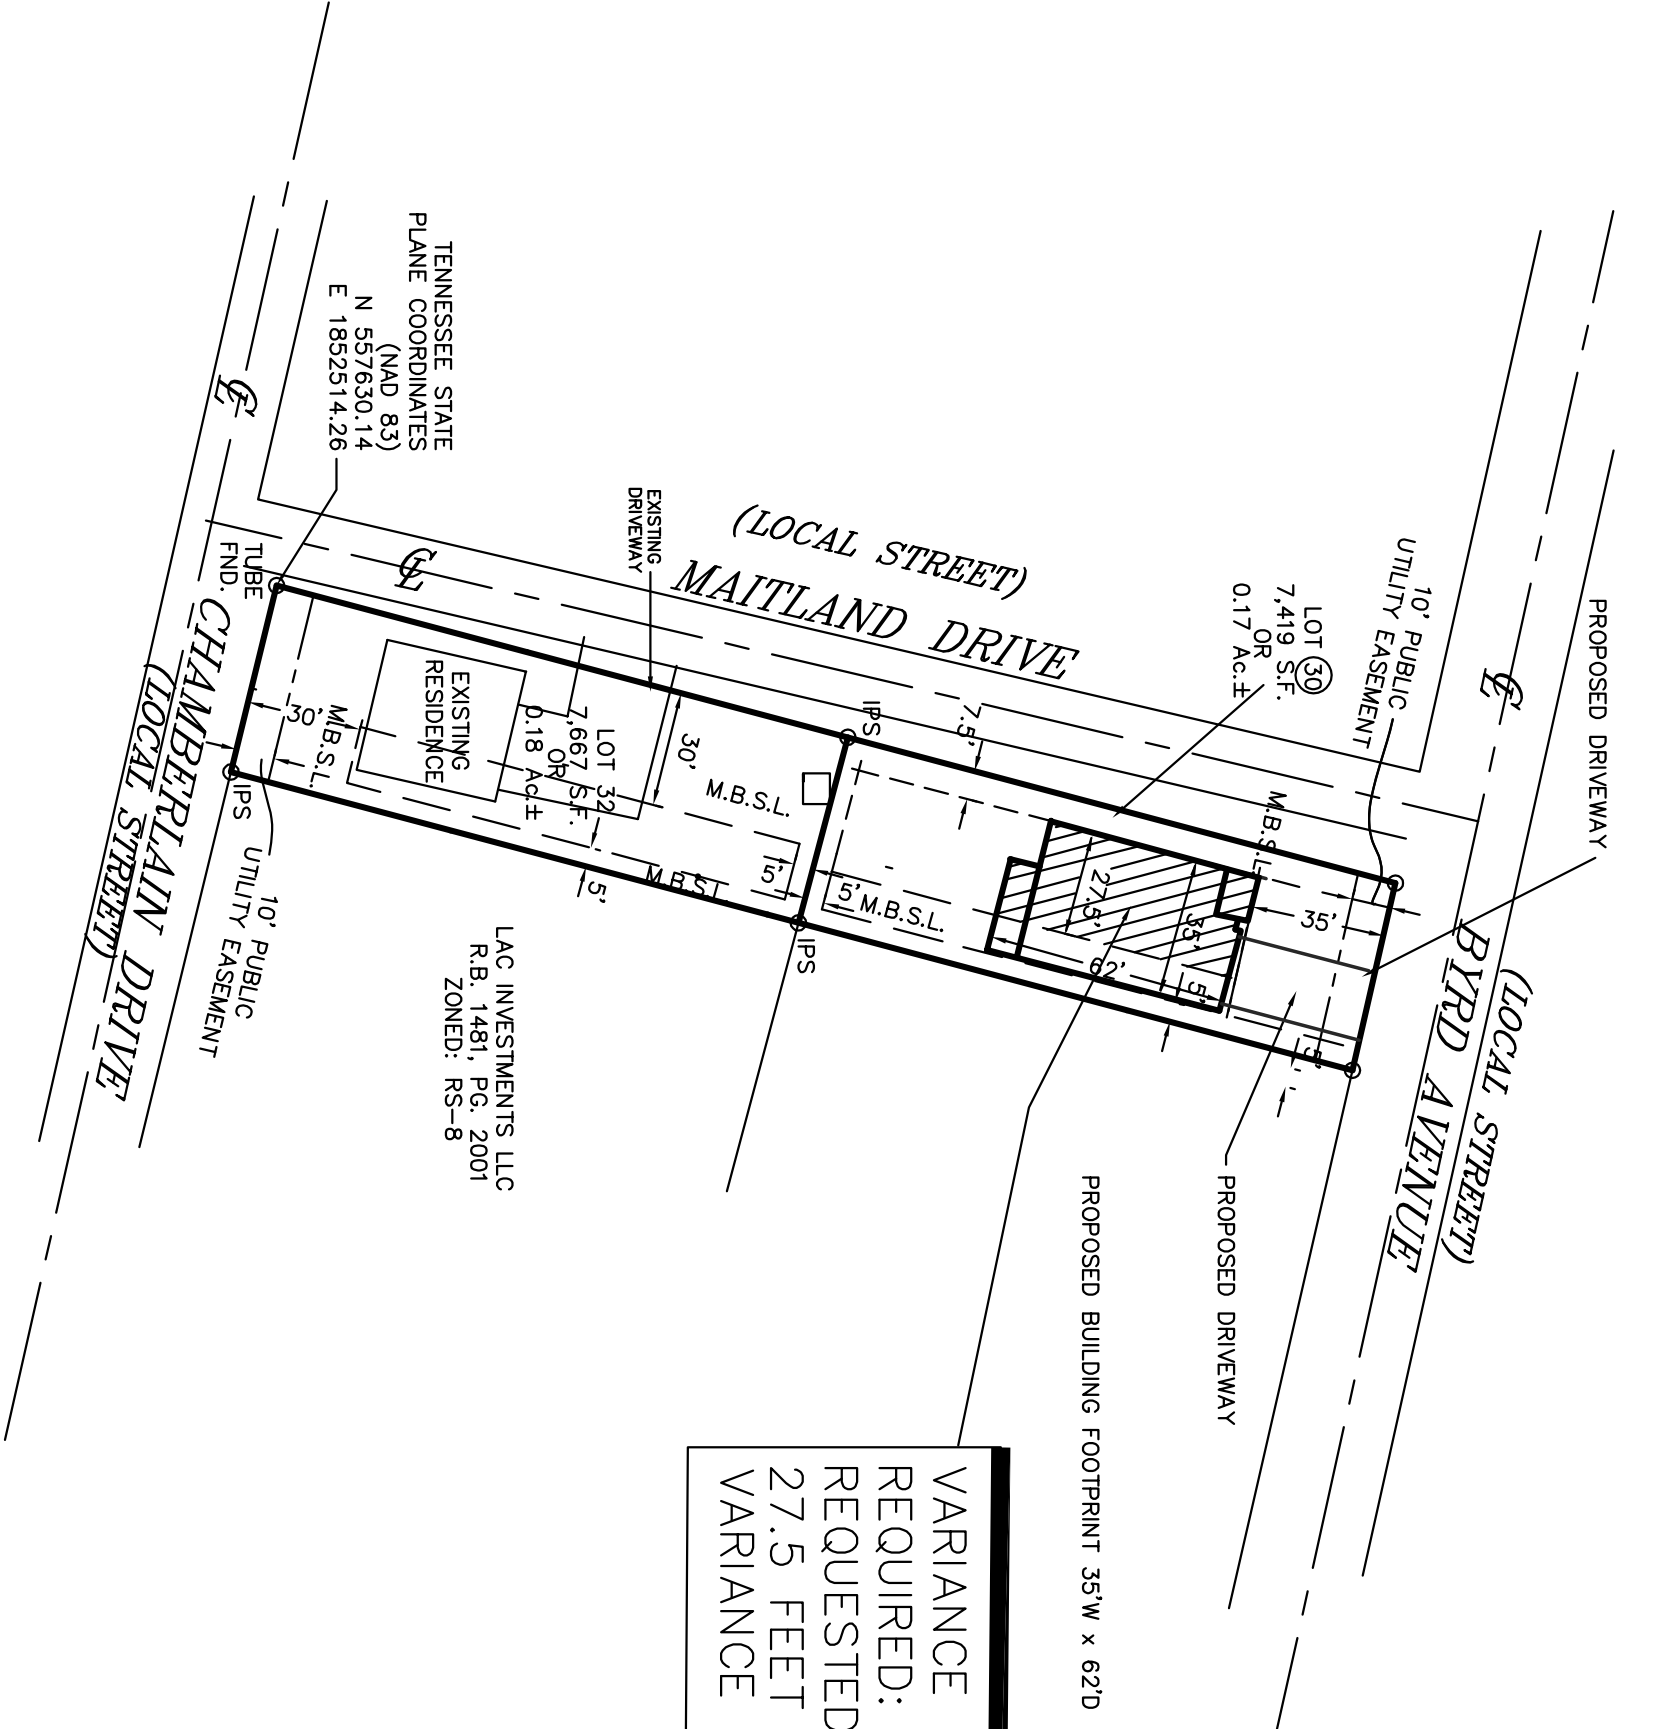 PROPOSED DRIVEWAY
(LOCAL STREET)
BYRD AVENUE
℄
10' PUBLIC
UTILITY EASEMENT
LOT 30
7,419 S.F.
OR
0.17 Ac.±
M.B.S.L.
35'
5'
PROPOSED DRIVEWAY
35'
5'
27.5'
62'
PROPOSED BUILDING FOOTPRINT 35'W x 62'D
7.5'
(LOCAL STREET)
MAITLAND DRIVE
℄
IPS
5'
M.B.S.L.
IPS
5'
M.B.S.L.
M.B.S.L.
30'
5'
EXISTING
DRIVEWAY
LOT 32
7,667 S.F.
OR
0.18 Ac.±
EXISTING
RESIDENCE
M.B.S.L.
30'
IPS
TENNESSEE STATE
PLANE COORDINATES
(NAD 83)
N 557630.14
E 1852514.26
TUBE
FND.
10' PUBLIC
UTILITY EASEMENT
LAC INVESTMENTS LLC
R.B. 1481, PG. 2001
ZONED: RS-8
℄
CHAMBERLAIN DRIVE
(LOCAL STREET)
VARIANCE
REQUIRED:
REQUESTED
27.5 FEET
VARIANCE